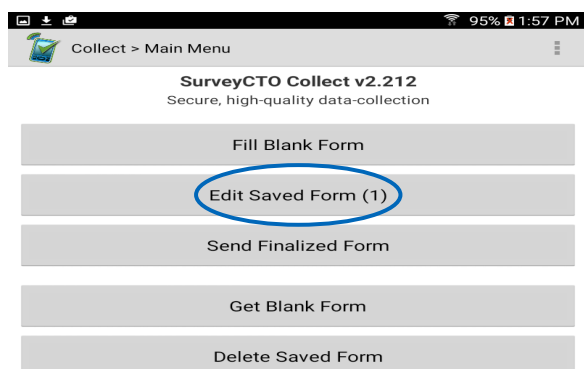 95% 1:57 PM
Collect > Main Menu
SurveyCTO Collect v2.212
Secure, high-quality data-collection
Fill Blank Form
Edit Saved Form (1)
Send Finalized Form
Get Blank Form
Delete Saved Form